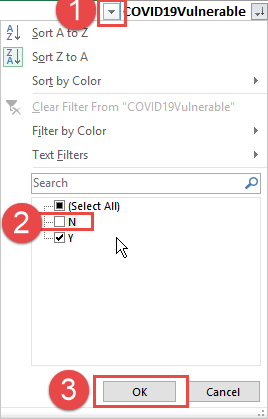 1
COVID19Vulnerable
Sort A to Z
Sort Z to A
Sort by Color
Clear Filter From "COVID19Vulnerable"
Filter by Color
Text Filters
Search
(Select All)
2
N
Y
3
OK
Cancel